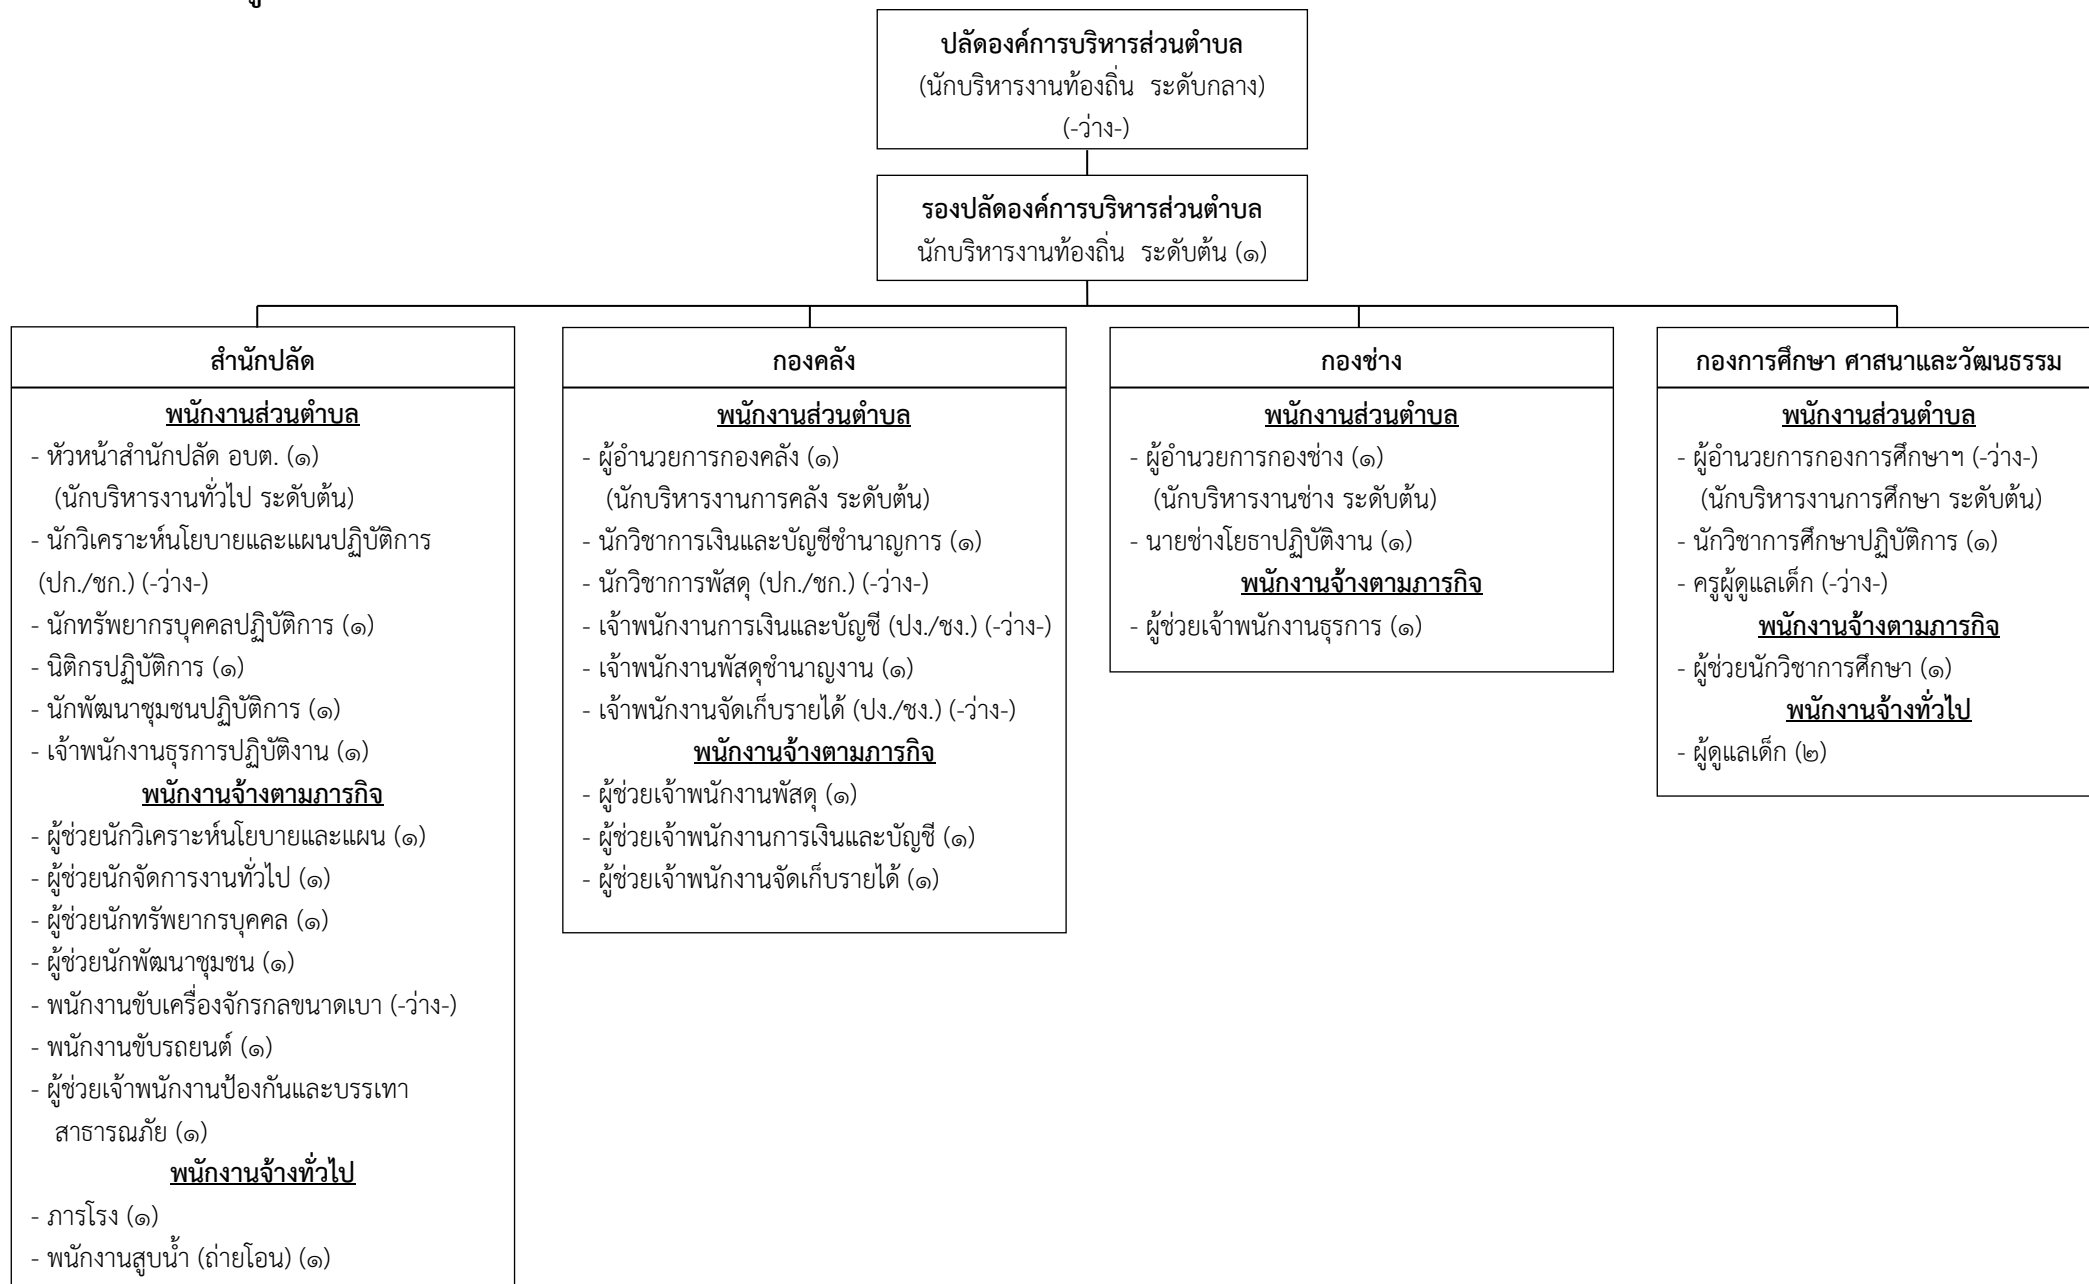 ปลัดองค์การบริหารส่วนตำบล
(นักบริหารงานท้องถิ่น ระดับกลาง)
(-ว่าง-)
รองปลัดองค์การบริหารส่วนตำบล
นักบริหารงานท้องถิ่น ระดับต้น (๑)
สำนักปลัด
พนักงานส่วนตำบล
- หัวหน้าสำนักปลัด อบต. (๑)
(นักบริหารงานทั่วไป ระดับต้น)
- นักวิเคราะห์นโยบายและแผนปฏิบัติการ
(ปก./ชก.) (-ว่าง-)
- นักทรัพยากรบุคคลปฏิบัติการ (๑)
- นิติกรปฏิบัติการ (๑)
- นักพัฒนาชุมชนปฏิบัติการ (๑)
- เจ้าพนักงานธุรการปฏิบัติงาน (๑)
พนักงานจ้างตามภารกิจ
- ผู้ช่วยนักวิเคราะห์นโยบายและแผน (๑)
- ผู้ช่วยนักจัดการงานทั่วไป (๑)
- ผู้ช่วยนักทรัพยากรบุคคล (๑)
- ผู้ช่วยนักพัฒนาชุมชน (๑)
- พนักงานขับเครื่องจักรกลขนาดเบา (-ว่าง-)
- พนักงานขับรถยนต์ (๑)
- ผู้ช่วยเจ้าพนักงานป้องกันและบรรเทา
สาธารณภัย (๑)
พนักงานจ้างทั่วไป
- ภารโรง (๑)
- พนักงานสูบน้ำ (ถ่ายโอน) (๑)
กองคลัง
พนักงานส่วนตำบล
- ผู้อำนวยการกองคลัง (๑)
(นักบริหารงานการคลัง ระดับต้น)
- นักวิชาการเงินและบัญชีชำนาญการ (๑)
- นักวิชาการพัสดุ (ปก./ชก.) (-ว่าง-)
- เจ้าพนักงานการเงินและบัญชี (ปง./ชง.) (-ว่าง-)
- เจ้าพนักงานพัสดุชำนาญงาน (๑)
- เจ้าพนักงานจัดเก็บรายได้ (ปง./ชง.) (-ว่าง-)
พนักงานจ้างตามภารกิจ
- ผู้ช่วยเจ้าพนักงานพัสดุ (๑)
- ผู้ช่วยเจ้าพนักงานการเงินและบัญชี (๑)
- ผู้ช่วยเจ้าพนักงานจัดเก็บรายได้ (๑)
กองช่าง
พนักงานส่วนตำบล
- ผู้อำนวยการกองช่าง (๑)
(นักบริหารงานช่าง ระดับต้น)
- นายช่างโยธาปฏิบัติงาน (๑)
พนักงานจ้างตามภารกิจ
- ผู้ช่วยเจ้าพนักงานธุรการ (๑)
กองการศึกษา ศาสนาและวัฒนธรรม
พนักงานส่วนตำบล
- ผู้อำนวยการกองการศึกษาฯ (-ว่าง-)
(นักบริหารงานการศึกษา ระดับต้น)
- นักวิชาการศึกษาปฏิบัติการ (๑)
- ครูผู้ดูแลเด็ก (-ว่าง-)
พนักงานจ้างตามภารกิจ
- ผู้ช่วยนักวิชาการศึกษา (๑)
พนักงานจ้างทั่วไป
- ผู้ดูแลเด็ก (๒)